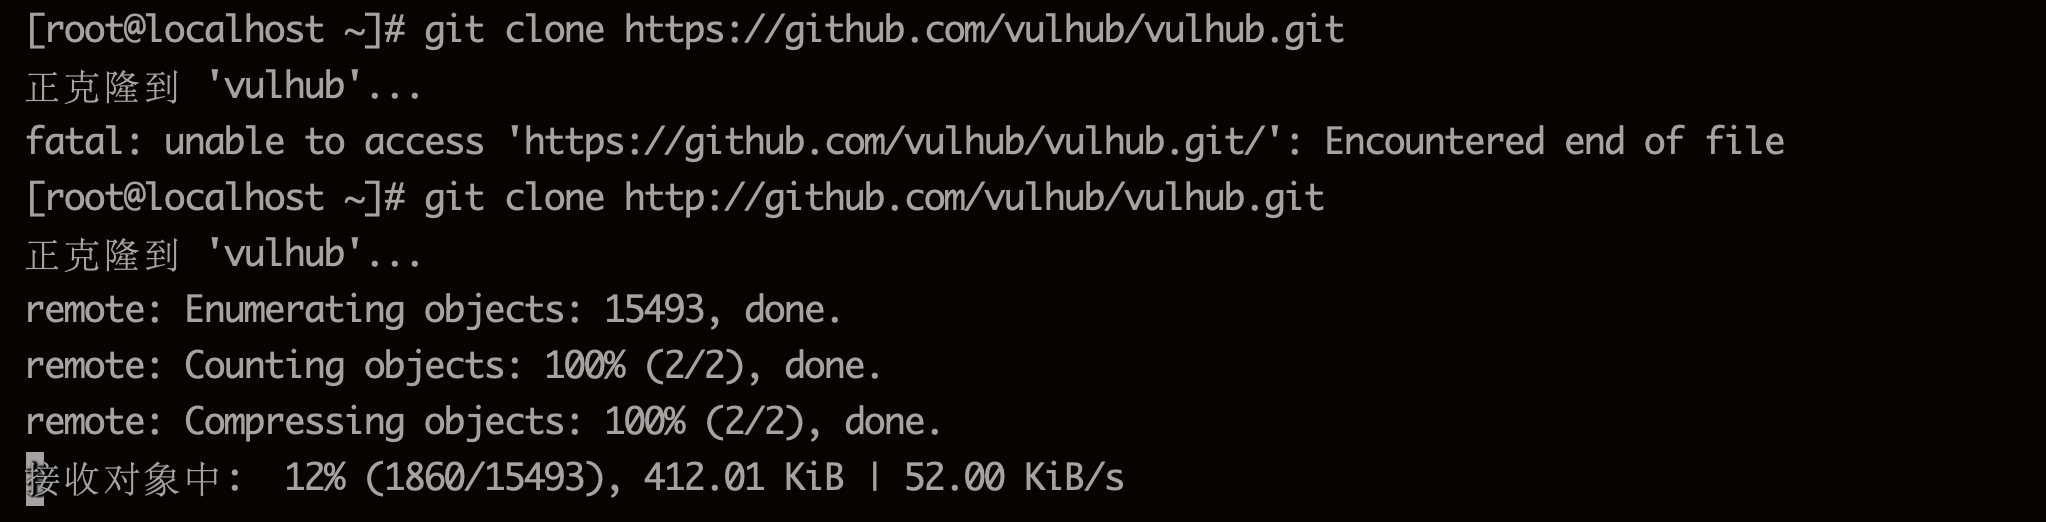 [root@localhost ~]# git clone https://github.com/vulhub/vulhub.git
正克隆到 'vulhub'...
fatal: unable to access 'https://github.com/vulhub/vulhub.git/': Encountered end of file
[root@localhost ~]# git clone http://github.com/vulhub/vulhub.git
正克隆到 'vulhub'...
remote: Enumerating objects: 15493, done.
remote: Counting objects: 100% (2/2), done.
remote: Compressing objects: 100% (2/2), done.
接收对象中:  12% (1860/15493), 412.01 KiB | 52.00 KiB/s